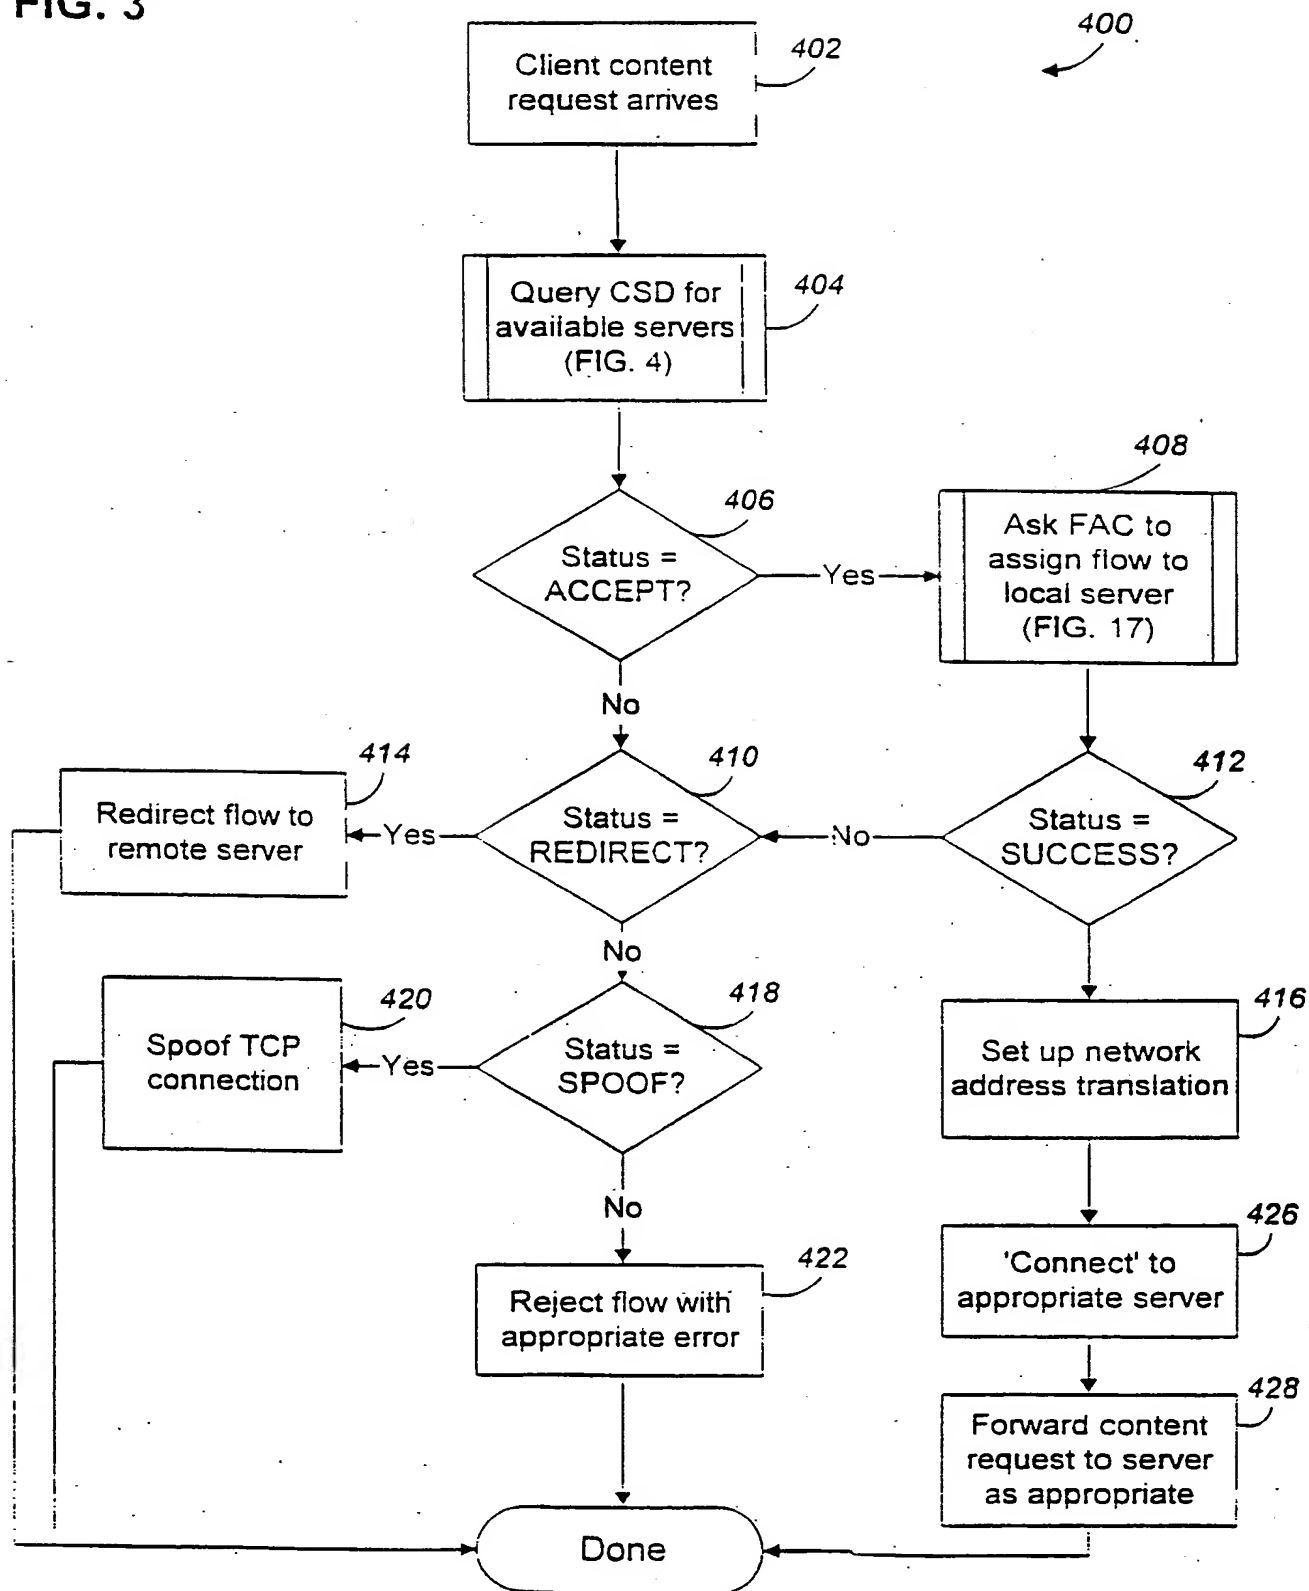 FIG. 3
400
Client content
request arrives
402
Query CSD for
available servers
(FIG. 4)
404
Status =
ACCEPT?
406
Yes
Ask FAC to
assign flow to
local server
(FIG. 17)
408
No
Redirect flow to
remote server
414
Yes
Status =
REDIRECT?
410
No
Status =
SUCCESS?
412
No
Spoof TCP
connection
420
Yes
Status =
SPOOF?
418
Set up network
address translation
416
No
Reject flow with
appropriate error
422
'Connect' to
appropriate server
426
Forward content
request to server
as appropriate
428
Done